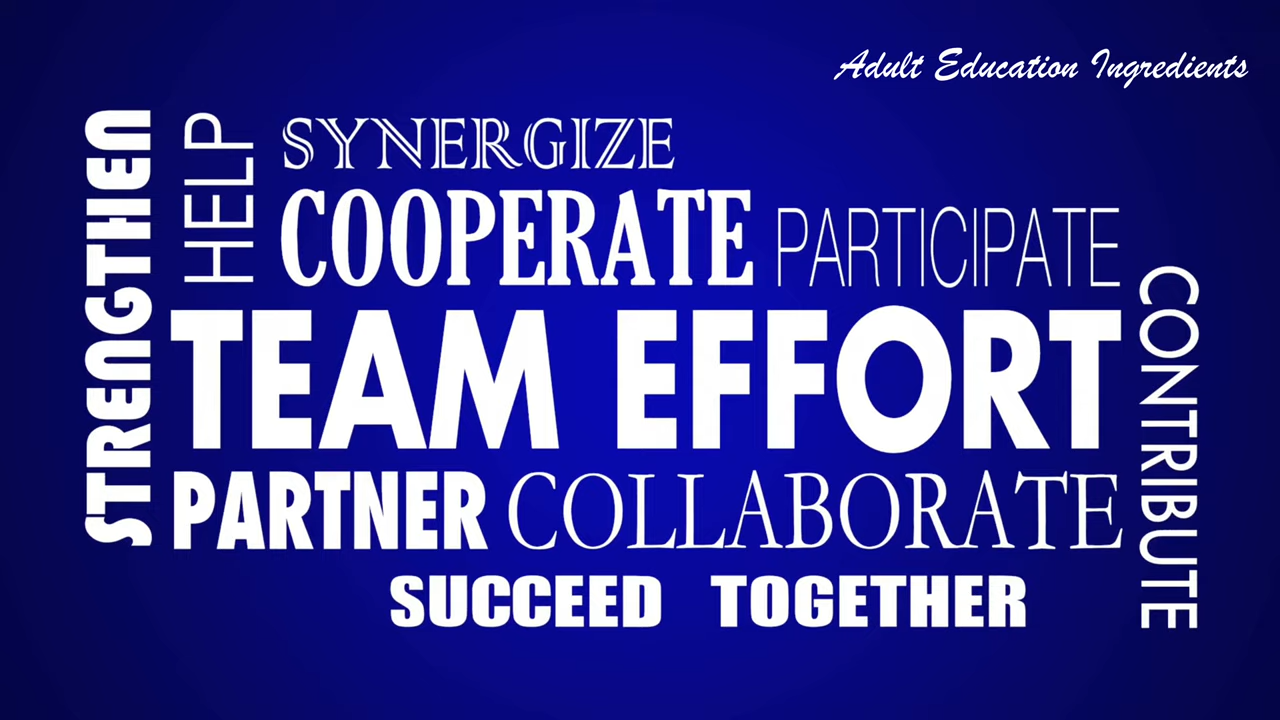 Adult Education Ingredients
STRENGTHEN
HELP
SYNERGIZE
COOPERATE PARTICIPATE
TEAM EFFORT
CONTRIBUTE
PARTNER COLLABORATE
SUCCEED TOGETHER